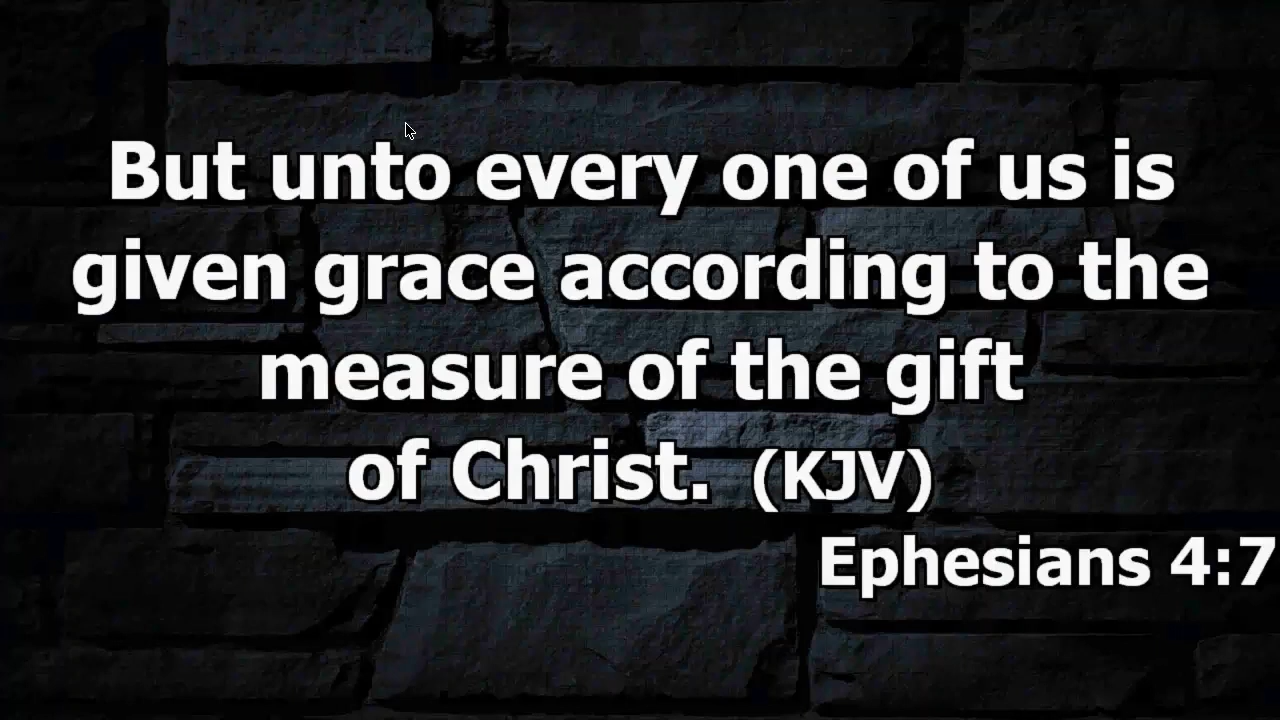 But unto every one of us is
given grace according to the
measure of the gift
of Christ. (KJV)
Ephesians 4:7